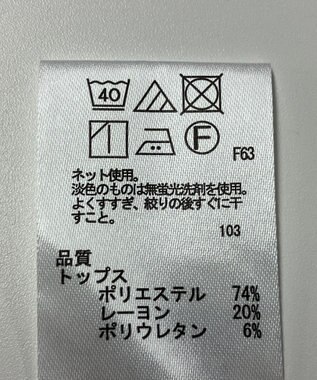 40
F
F63
ネット使用。
淡色のものは無蛍光洗剤を使用。
よくすすぎ、絞りの後すぐに干
すこと。
103
品質
トップス
ポリエステル 74%
レーヨン 20%
ポリウレタン 6%